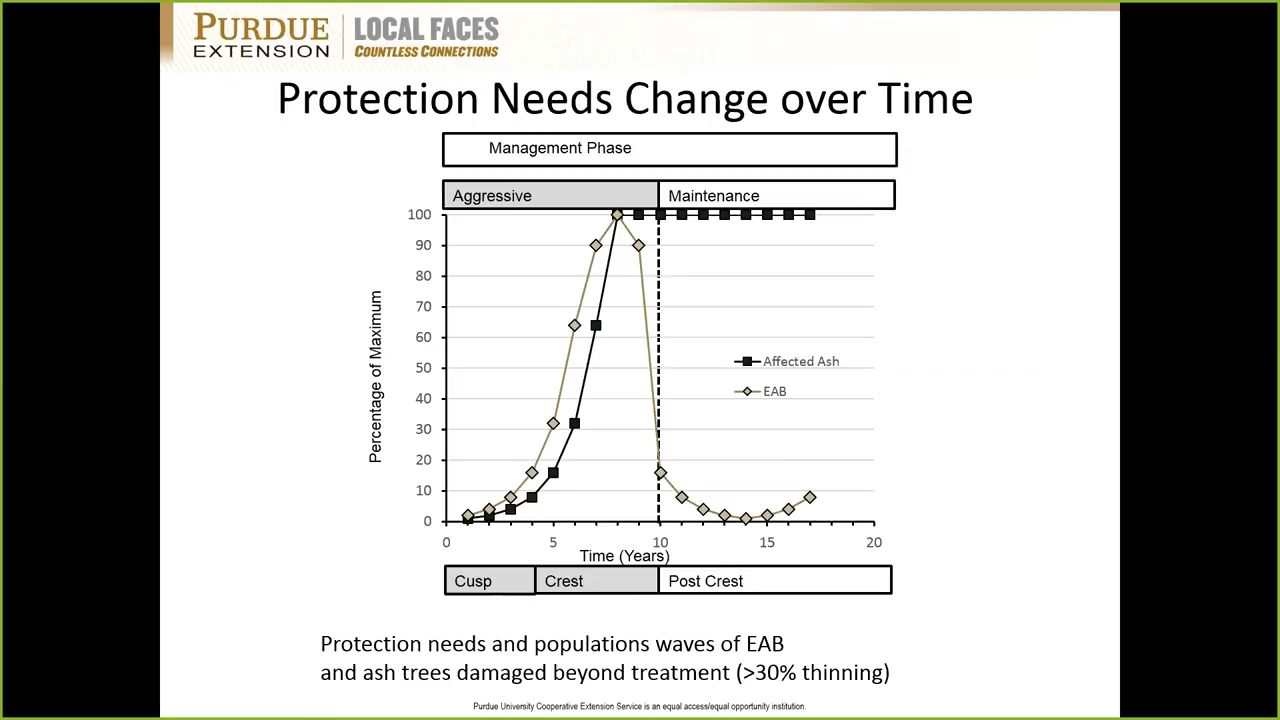 PURDUE
EXTENSION
LOCAL FACES
COUNTLESS CONNECTIONS
Protection Needs Change over Time
Management Phase
Aggressive
Maintenance
100
90
80
70
60
50
40
30
20
10
0
Percentage of Maximum
Affected Ash
EAB
0 5 10 15 20
Time (Years)
Cusp
Crest
Post Crest
Protection needs and populations waves of EAB
and ash trees damaged beyond treatment (>30% thinning)
Purdue University Cooperative Extension Service is an equal access/equal opportunity institution.